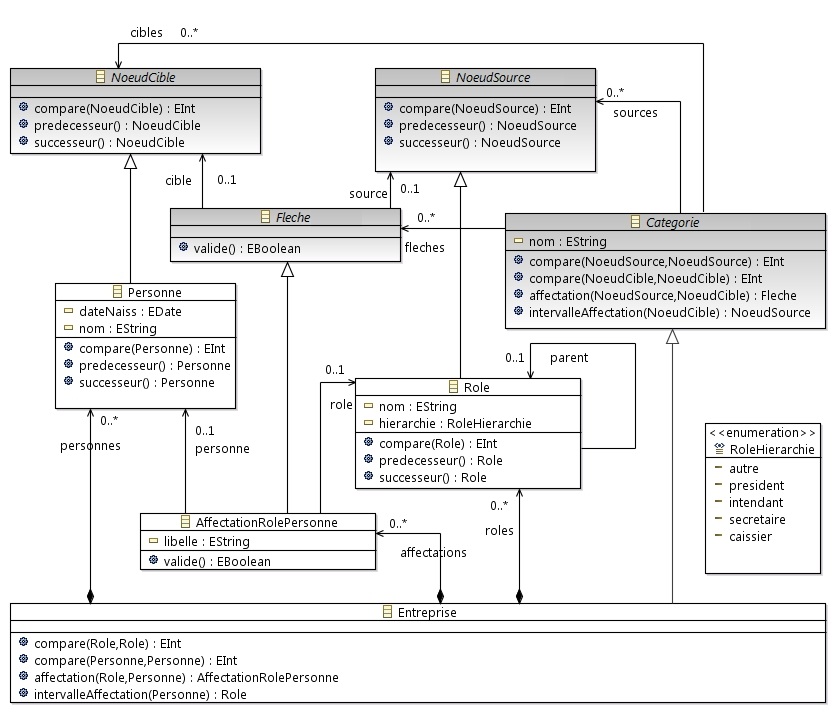 cibles 0..*
NoeudCible
compare(NoeudCible) : EInt
predecesseur() : NoeudCible
successeur() : NoeudCible
NoeudSource
compare(NoeudSource) : EInt
predecesseur() : NoeudSource
successeur() : NoeudSource
0..*
sources
cible 0..1
source 0..1
Fleche
valide() : EBoolean
0..*
fleches
Categorie
nom : EString
compare(NoeudSource,NoeudSource) : EInt
compare(NoeudCible,NoeudCible) : EInt
affectation(NoeudSource,NoeudCible) : Fleche
intervalleAffectation(NoeudCible) : NoeudSource
Personne
dateNaiss : EDate
nom : EString
compare(Personne) : EInt
predecesseur() : Personne
successeur() : Personne
0..1
role
0..1 parent
Role
nom : EString
hierarchie : RoleHierarchie
compare(Role) : EInt
predecesseur() : Role
successeur() : Role
0..*
personnes
0..1
personne
<<enumeration>>
RoleHierarchie
autre
president
intendant
secretaire
caissier
AffectationRolePersonne
libelle : EString
valide() : EBoolean
0..*
affectations
0..*
roles
Entreprise
compare(Role,Role) : EInt
compare(Personne,Personne) : EInt
affectation(Role,Personne) : AffectationRolePersonne
intervalleAffectation(Personne) : Role